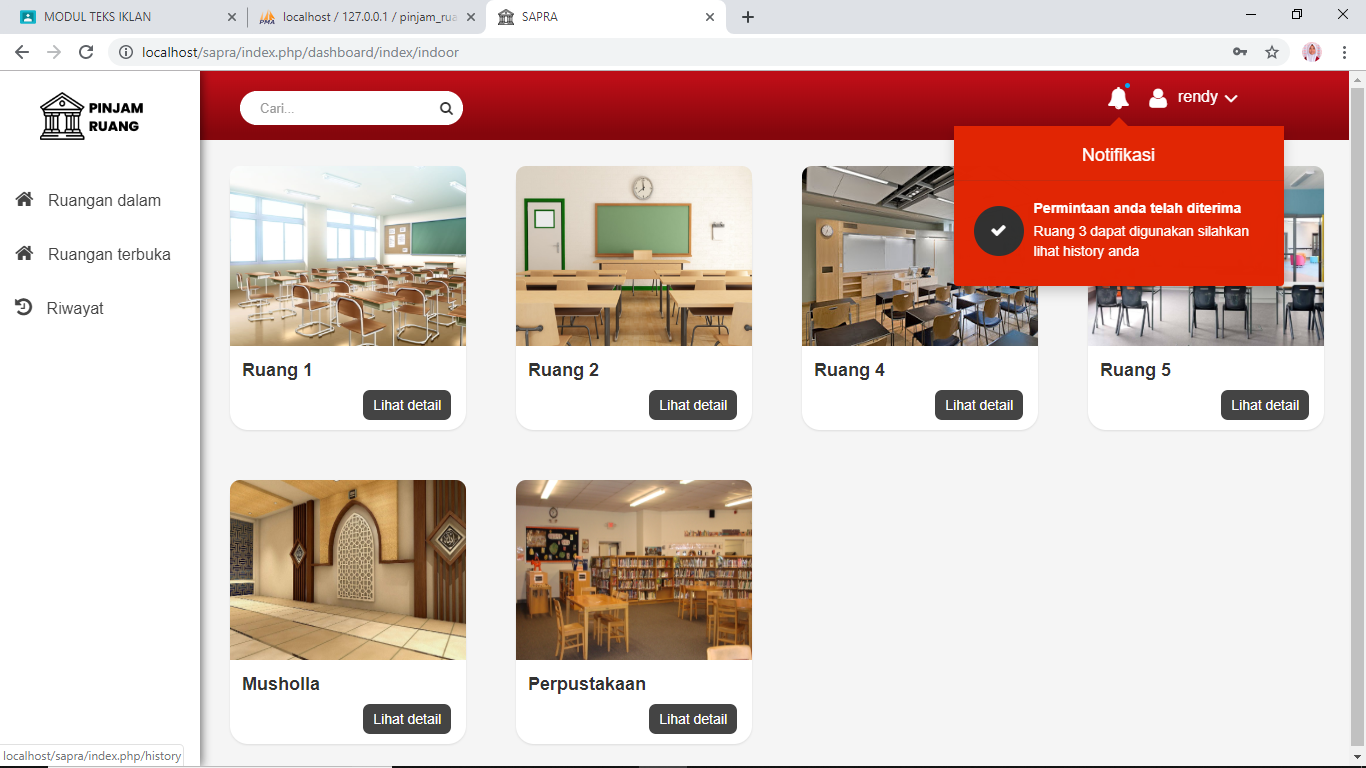 MODUL TEKS IKLAN
localhost / 127.0.0.1 / pinjam_rua
SAPRA
localhost/sapra/index.php/dashboard/index/indoor
PINJAM
RUANG
Cari...
rendy
Notifikasi
Permintaan anda telah diterima
Ruang 3 dapat digunakan silahkan
lihat history anda
Ruangan dalam
Ruangan terbuka
Riwayat
Ruang 1
Lihat detail
Ruang 2
Lihat detail
Ruang 4
Lihat detail
Ruang 5
Lihat detail
Musholla
Lihat detail
Perpustakaan
Lihat detail
localhost/sapra/index.php/history